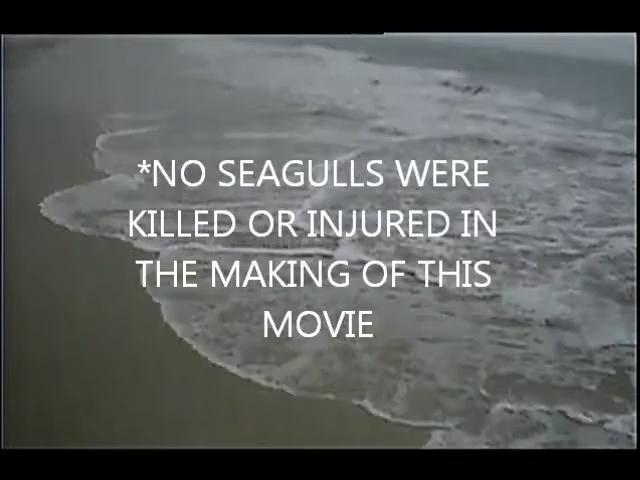 *NO SEAGULLS WERE
KILLED OR INJURED IN
THE MAKING OF THIS
MOVIE